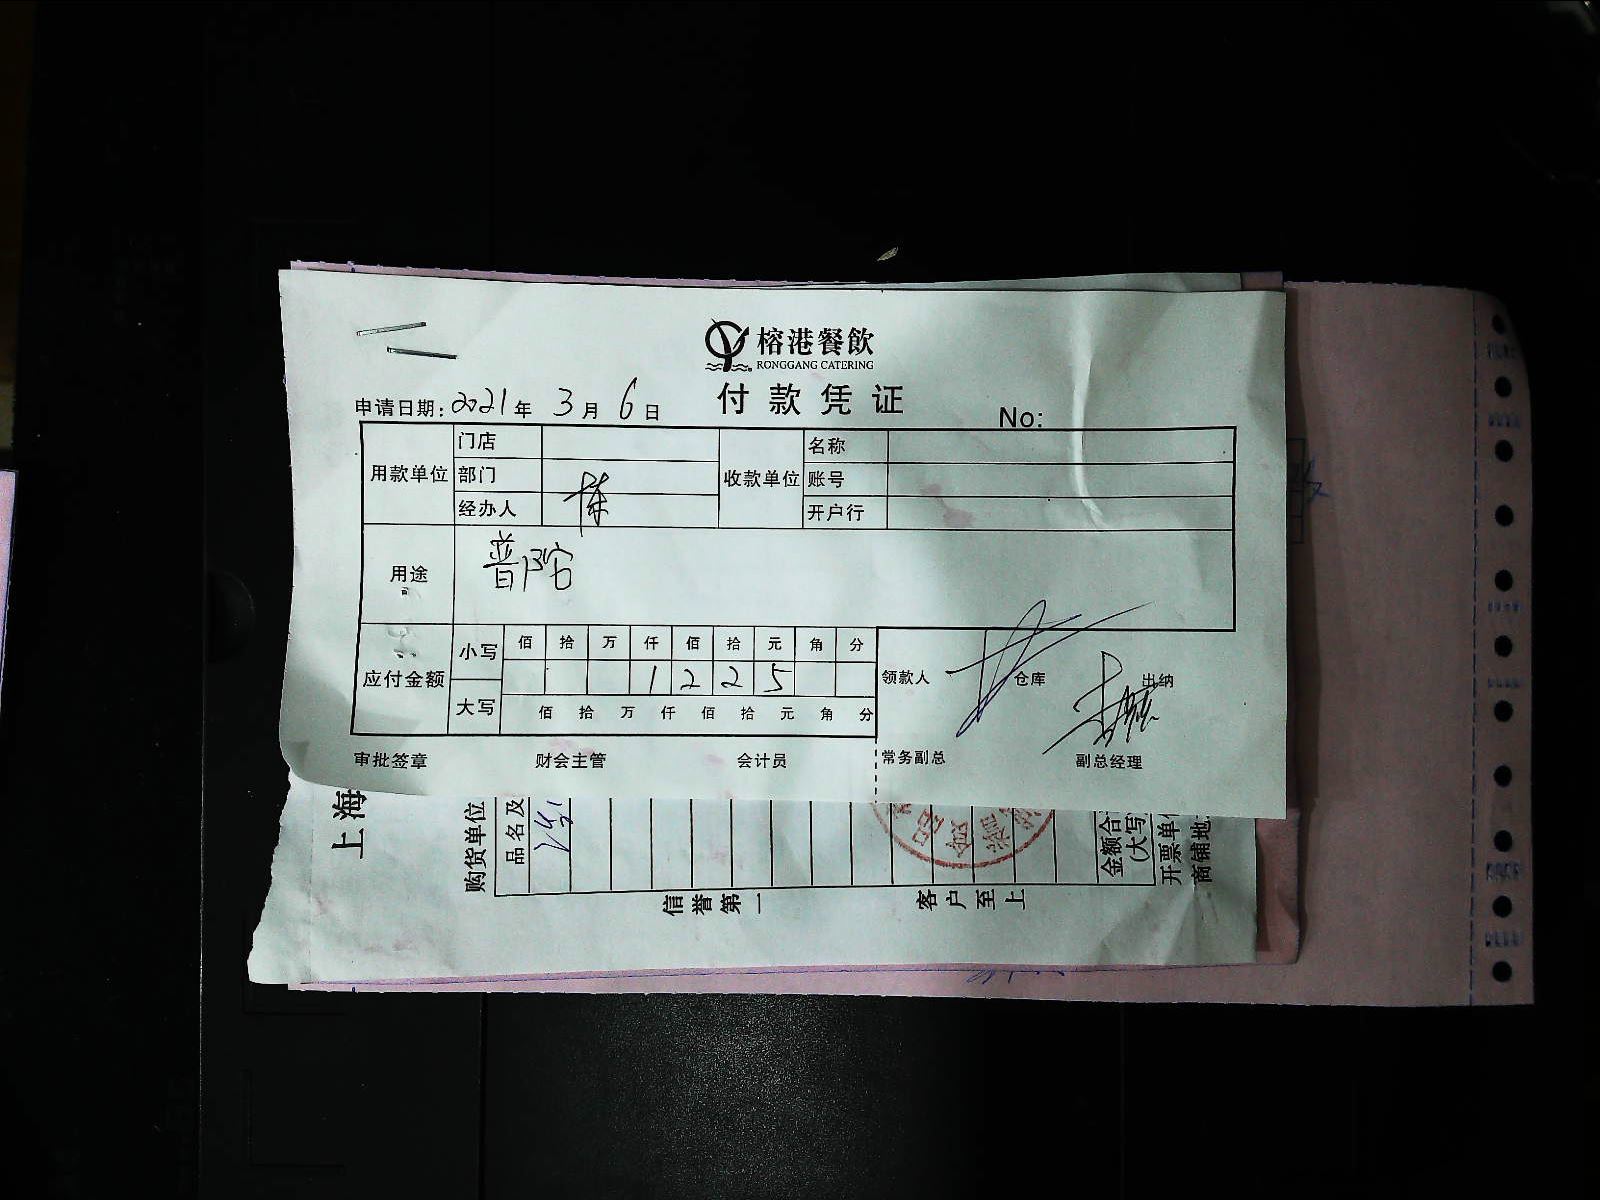 榕港餐飲
RONGGANG CATERING
付款凭证
申请日期：2021年 3月 6日
No:
用款单位
门店
部门
经办人
收款单位
名称
账号
开户行
用途
普陀
应付金额
小写
佰 拾 万 仟 佰 拾 元 角 分
1 2 2 5
大写
佰 拾 万 仟 佰 拾 元 角 分
领款人 仓库 出纳
审批签章 财会主管 会计员 常务副总 副总经理
上海
购货单位
品名及
金额合
(大写
开票单位
商铺地
信誉第一 客户至上